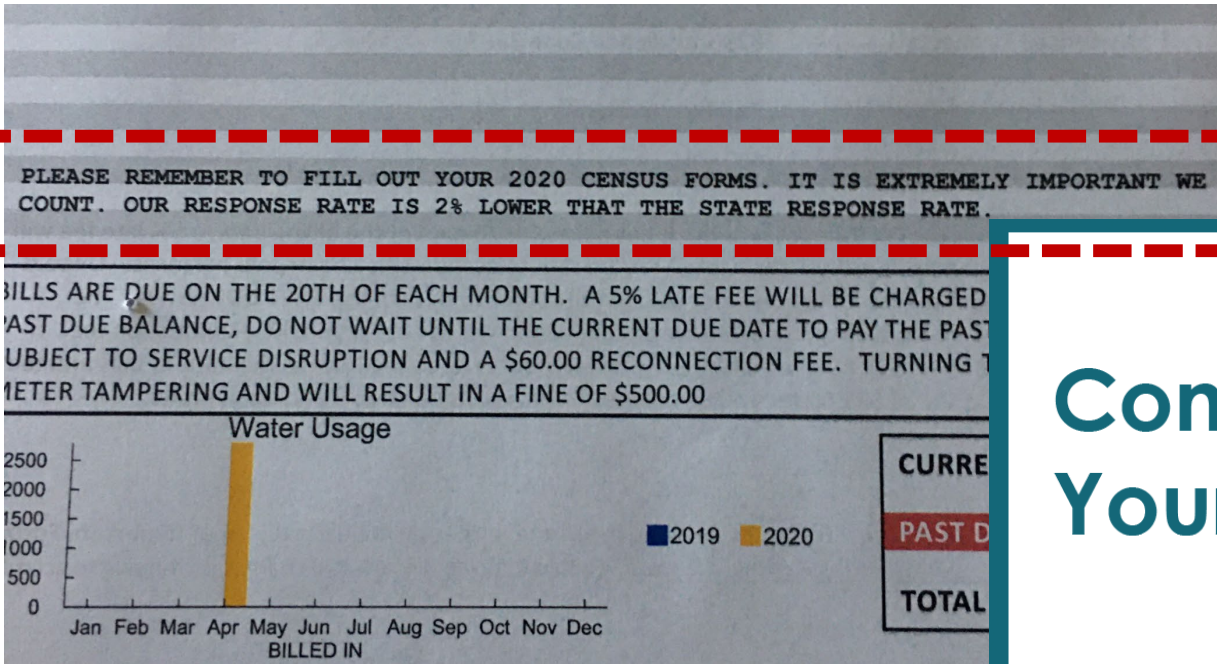 PLEASE REMEMBER TO FILL OUT YOUR 2020 CENSUS FORMS. IT IS EXTREMELY IMPORTANT WE
COUNT. OUR RESPONSE RATE IS 2% LOWER THAT THE STATE RESPONSE RATE.
BILLS ARE DUE ON THE 20TH OF EACH MONTH. A 5% LATE FEE WILL BE CHARGED
PAST DUE BALANCE, DO NOT WAIT UNTIL THE CURRENT DUE DATE TO PAY THE PAST
SUBJECT TO SERVICE DISRUPTION AND A $60.00 RECONNECTION FEE. TURNING
METER TAMPERING AND WILL RESULT IN A FINE OF $500.00
Water Usage
2500
2000
1500
1000
500
0
Jan Feb Mar Apr May Jun Jul Aug Sep Oct Nov Dec
BILLED IN
2019 2020
CURRE
PAST D
TOTAL
Con
Your